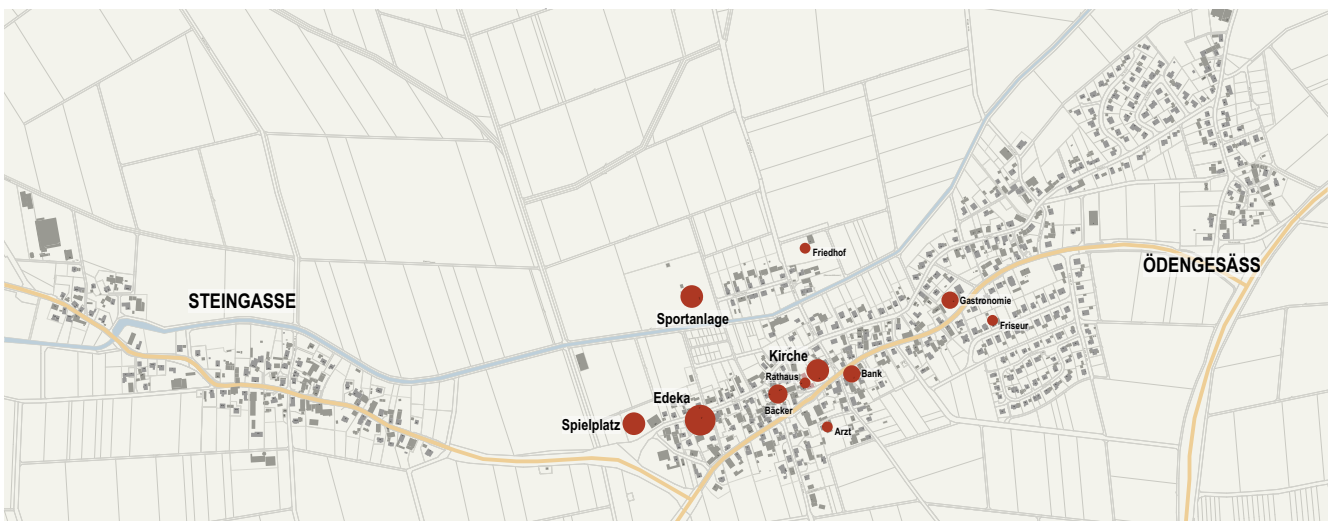 Friedhof
ÖDENGESÄSS
STEINGASSE
Gastronomie
Sportanlage
Friseur
Kirche
Rathaus
Bank
Edeka
Bäcker
Spielplatz
Arzt